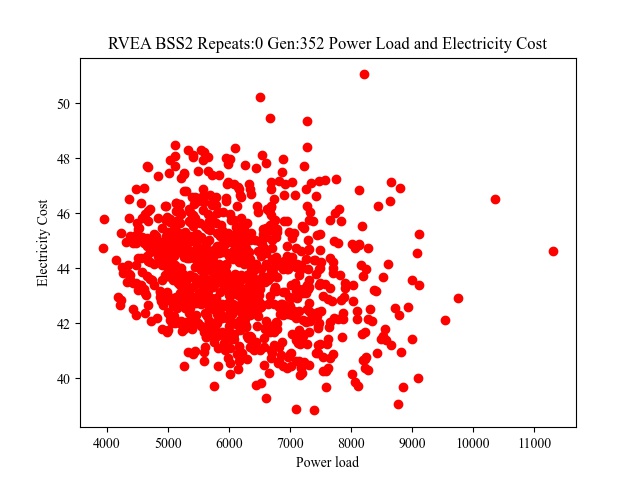 RVEA BSS2 Repeats:0 Gen:352 Power Load and Electricity Cost
Electricity Cost
50
48
46
44
42
40
4000 5000 6000 7000 8000 9000 10000 11000
Power load